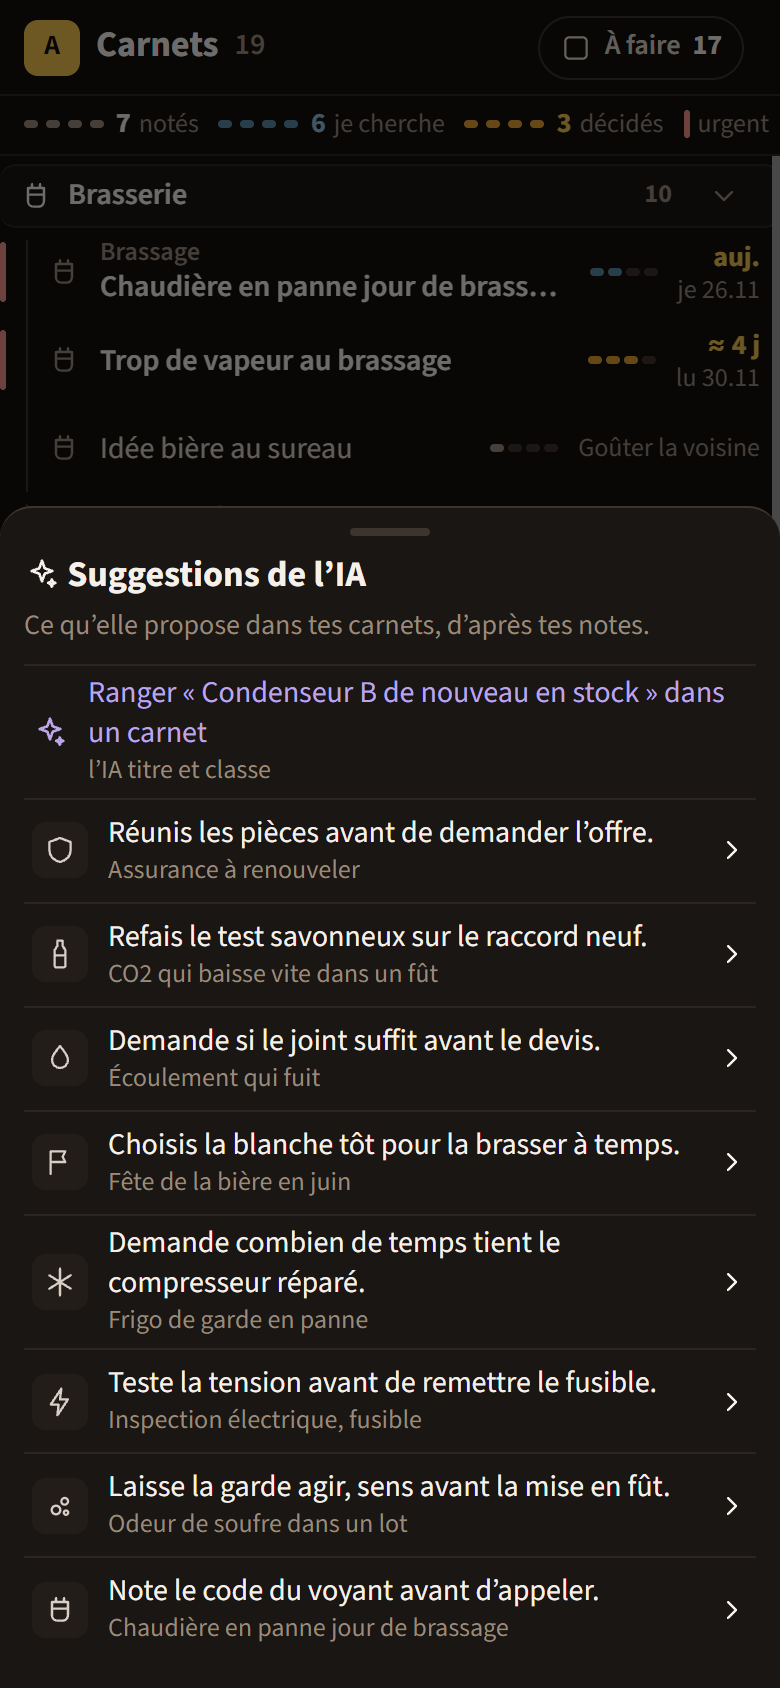 A Carnets 19 À faire 17
7 notés 6 je cherche 3 décidés urgent
Brasserie 10
Brassage
Chaudière en panne jour de brass…
auj.
je 26.11
Trop de vapeur au brassage
≈ 4 j
lu 30.11
Idée bière au sureau Goûter la voisine
Suggestions de l’IA
Ce qu’elle propose dans tes carnets, d’après tes notes.
Ranger « Condenseur B de nouveau en stock » dans
un carnet
l’IA titre et classe
Réunis les pièces avant de demander l’offre.
Assurance à renouveler
Refais le test savonneux sur le raccord neuf.
CO2 qui baisse vite dans un fût
Demande si le joint suffit avant le devis.
Écoulement qui fuit
Choisis la blanche tôt pour la brasser à temps.
Fête de la bière en juin
Demande combien de temps tient le
compresseur réparé.
Frigo de garde en panne
Teste la tension avant de remettre le fusible.
Inspection électrique, fusible
Laisse la garde agir, sens avant la mise en fût.
Odeur de soufre dans un lot
Note le code du voyant avant d’appeler.
Chaudière en panne jour de brassage